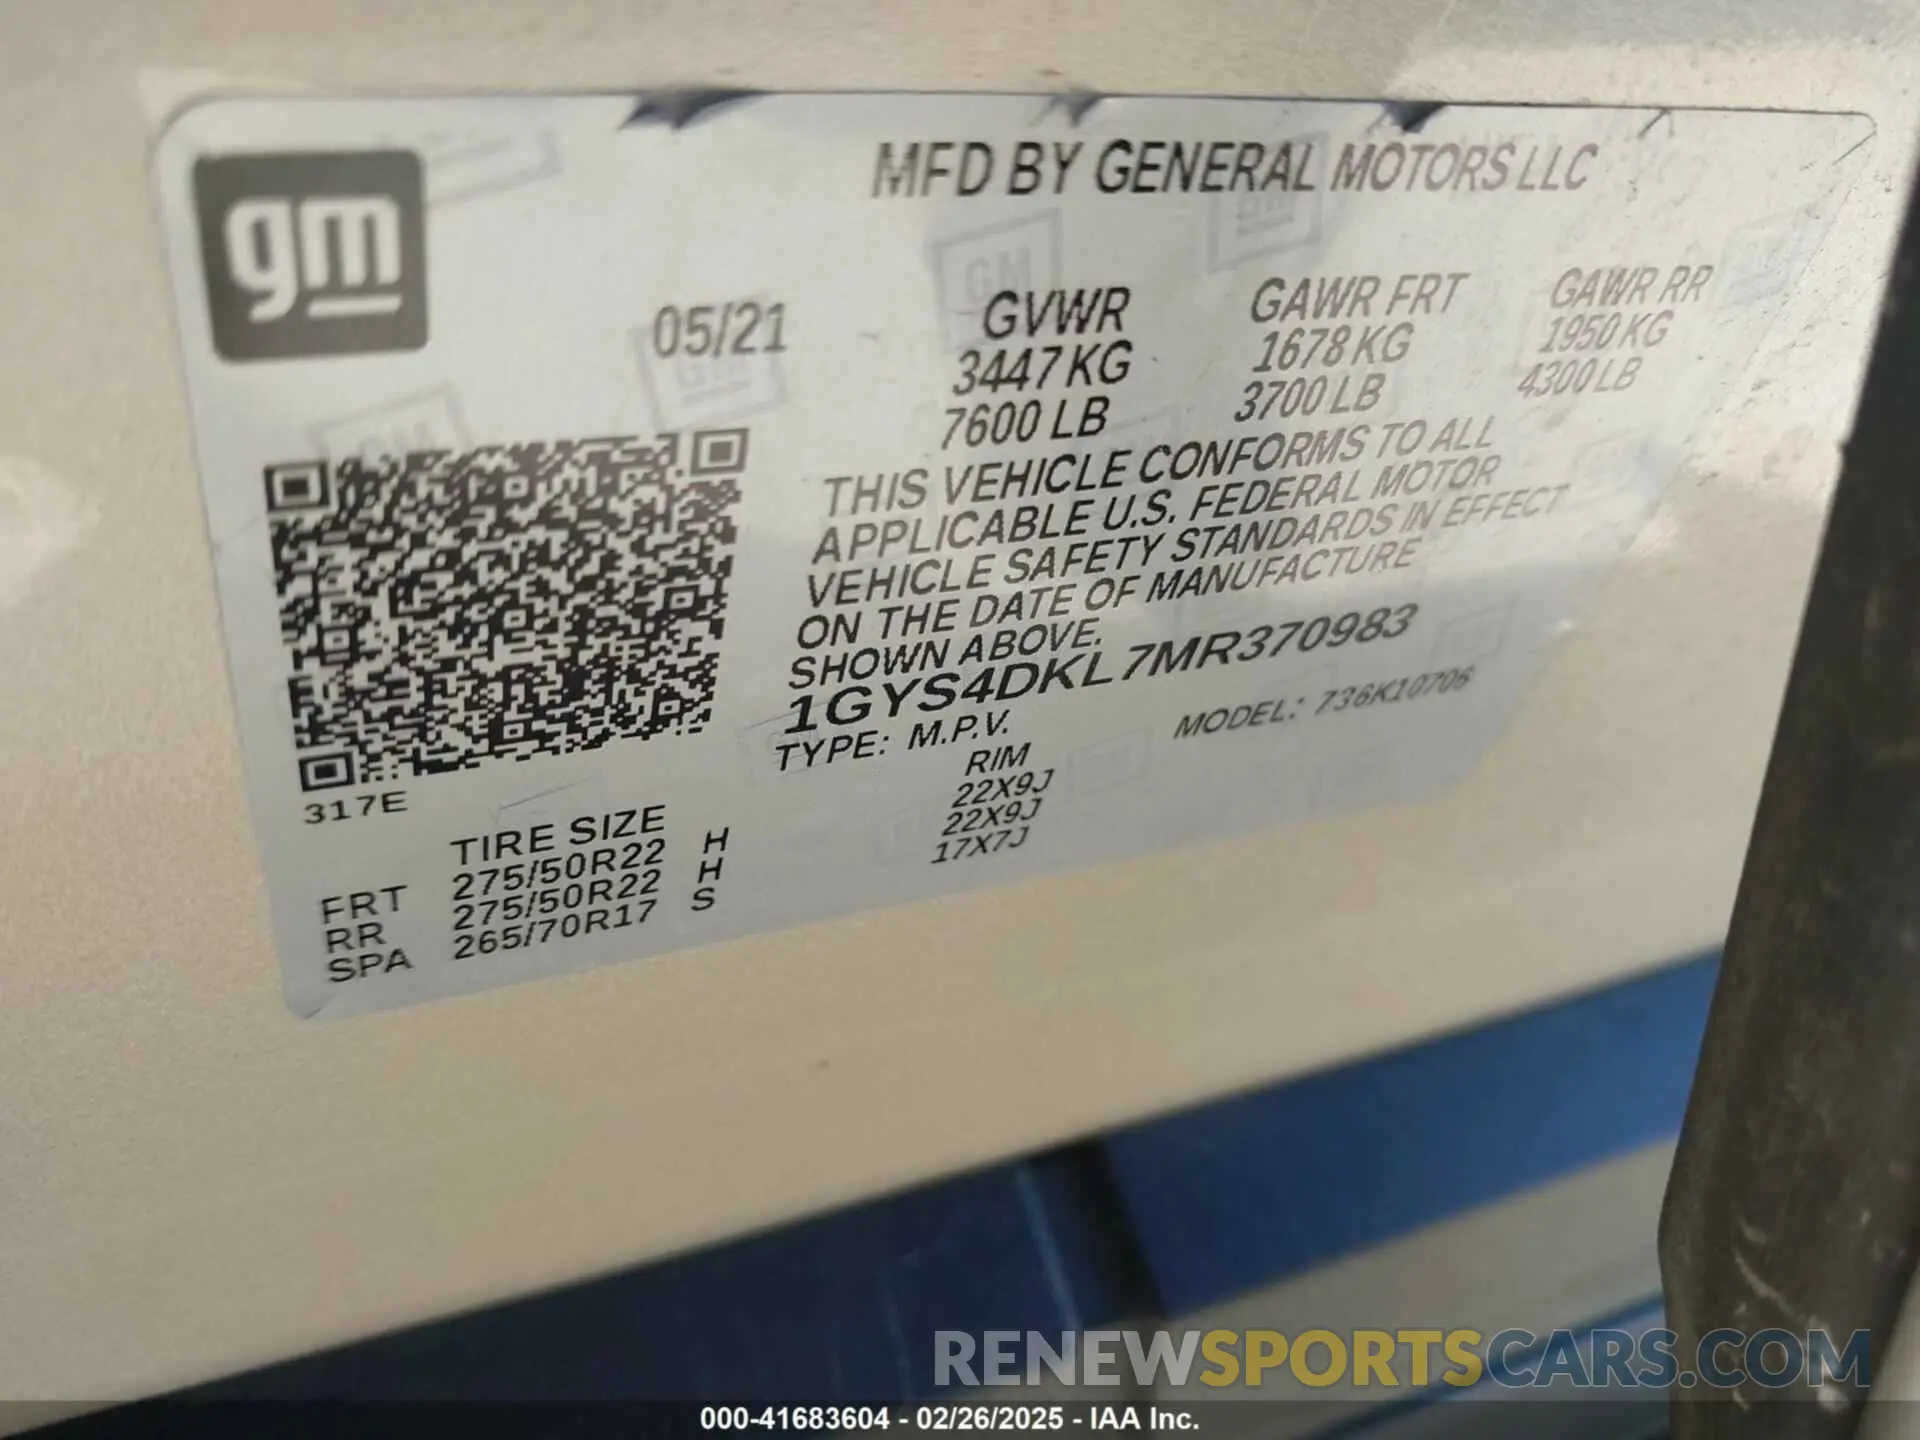 gm
MFD BY GENERAL MOTORS LLC
05/21
GVWR GAWR FRT GAWR RR
3447 KG 1678 KG 1950 KG
7600 LB 3700 LB 4300 LB
THIS VEHICLE CONFORMS TO ALL
APPLICABLE U.S. FEDERAL MOTOR
VEHICLE SAFETY STANDARDS IN EFFECT
ON THE DATE OF MANUFACTURE
SHOWN ABOVE.
1GYS4DKL7MR370983
TYPE: M.P.V. MODEL: 736K10706
317E
TIRE SIZE RIM
FRT 275/50R22 H 22X9J
RR 275/50R22 H 22X9J
SPA 265/70R17 S 17X7J
RENEWSPORTSCARS.COM
000-41683604 - 02/26/2025 - IAA Inc.